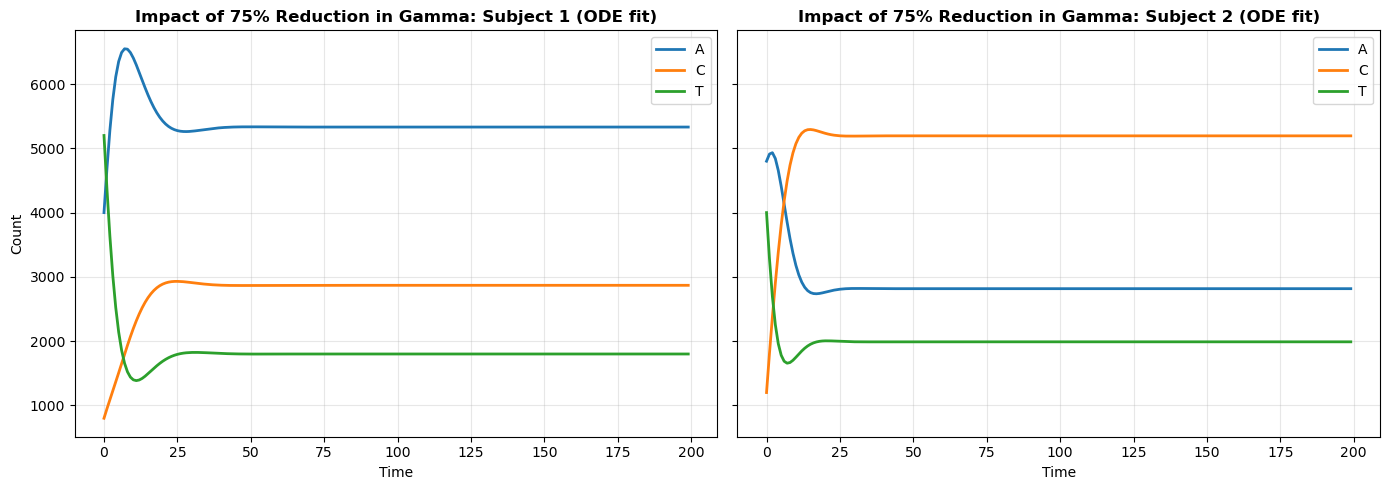 Impact of 75% Reduction in Gamma: Subject 1 (ODE fit)
A
C
T
Count
6000
5000
4000
3000
2000
1000
0 25 50 75 100 125 150 175 200
Time
Impact of 75% Reduction in Gamma: Subject 2 (ODE fit)
A
C
T
0 25 50 75 100 125 150 175 200
Time